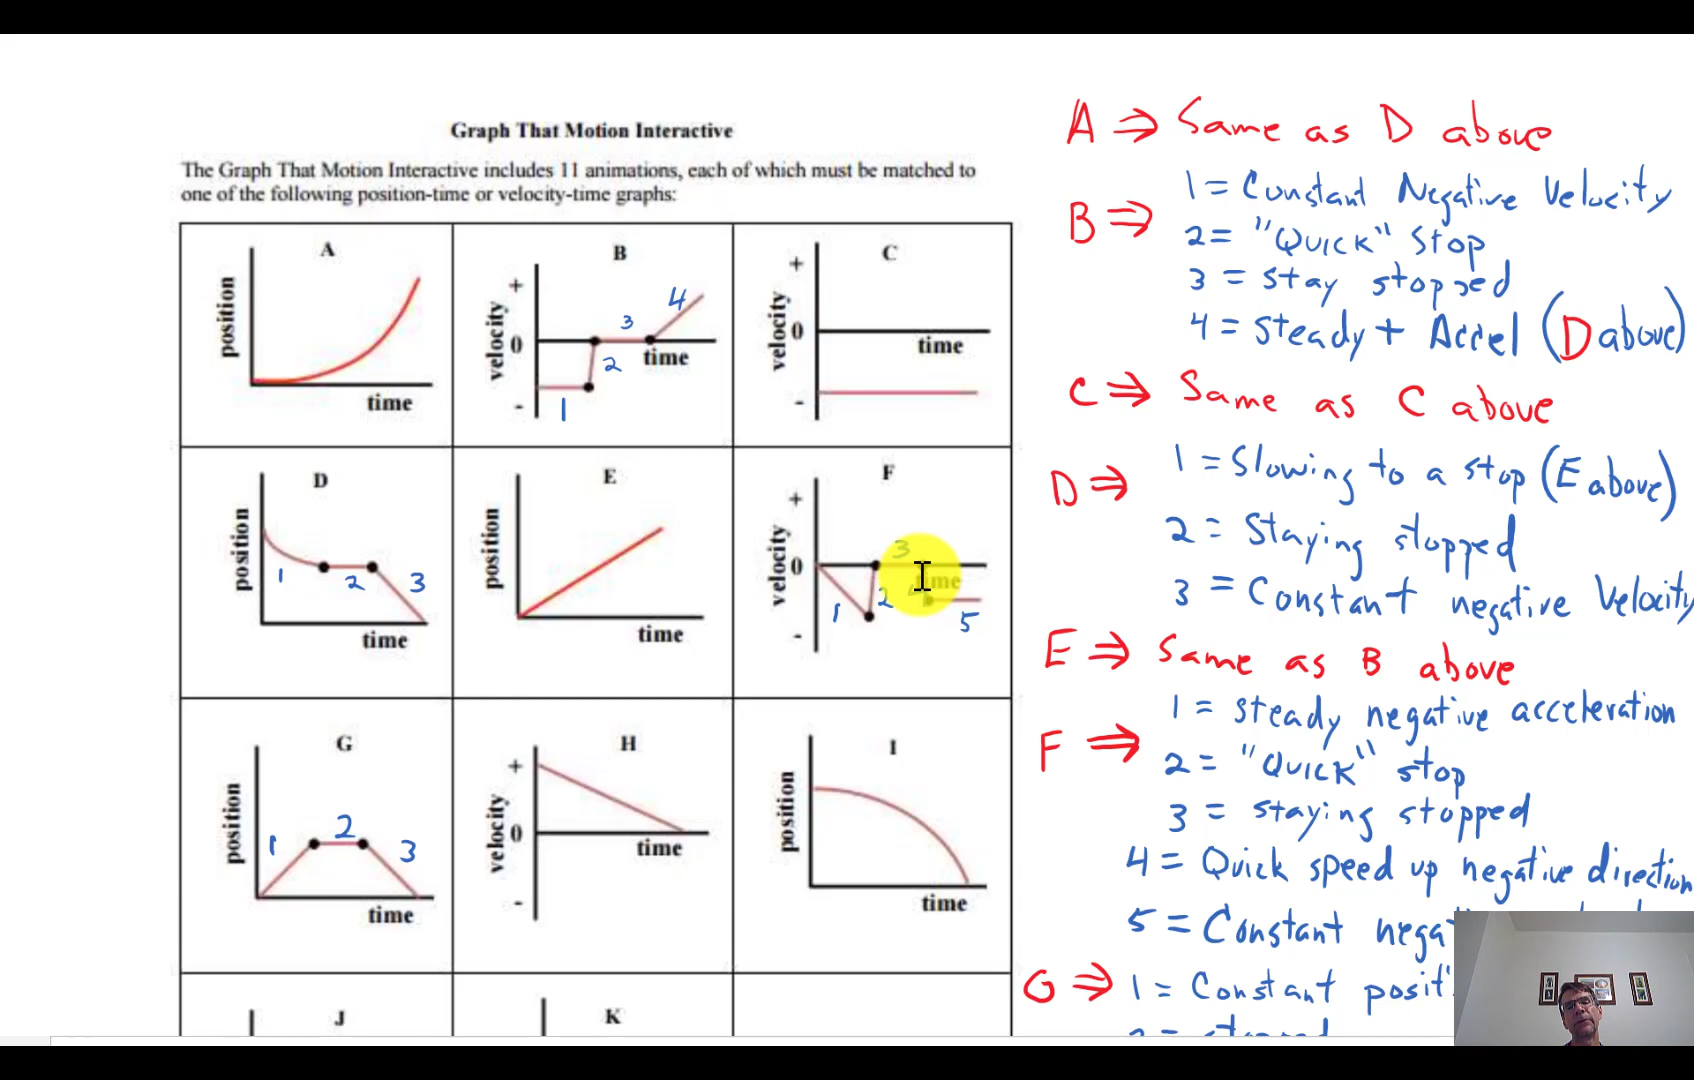 Graph That Motion Interactive
The Graph That Motion Interactive includes 11 animations, each of which must be matched to
one of the following position-time or velocity-time graphs:
A
position
time
B
+
velocity
0
-
time
1
2
3
4
C
+
velocity
0
-
time
D
position
time
1
2
3
E
position
time
F
+
velocity
0
-
1
2
3
5
G
position
time
1
2
3
H
+
velocity
0
-
time
I
position
time
J
K
A ⇒ Same as D above
B ⇒
1 = Constant Negative Velocity
2 = "Quick" Stop
3 = stay stopped
4 = steady + Accel (D above)
C ⇒ Same as C above
D ⇒
1 = Slowing to a stop (E above)
2 = Staying stopped
3 = Constant negative Velocity
E ⇒ Same as B above
F ⇒
1 = steady negative acceleration
2 = "Quick" stop
3 = staying stopped
4 = Quick speed up negative direction
5 = Constant
G ⇒ 1 = Constant